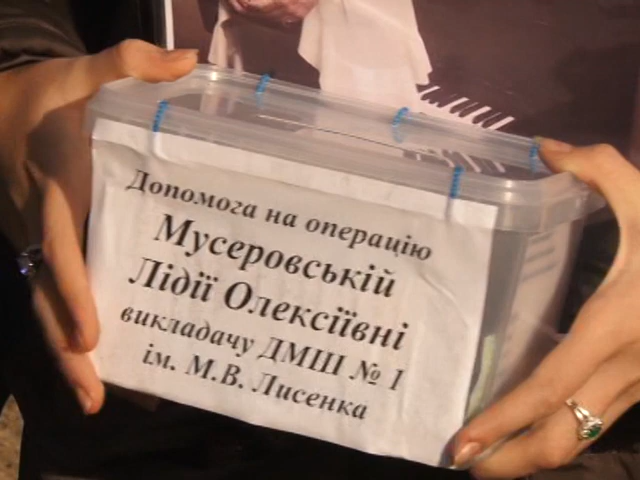 Допомога на операцію
Мусеровській
Лідії Олексіївні
викладачу ДМШ № 1
ім. М.В. Лисенка